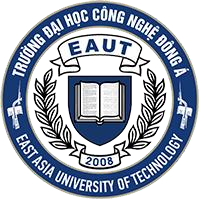 TRƯỜNG ĐẠI HỌC CÔNG NGHỆ ĐÔNG Á
EAUT
2008
EAST ASIA UNIVERSITY OF TECHNOLOGY